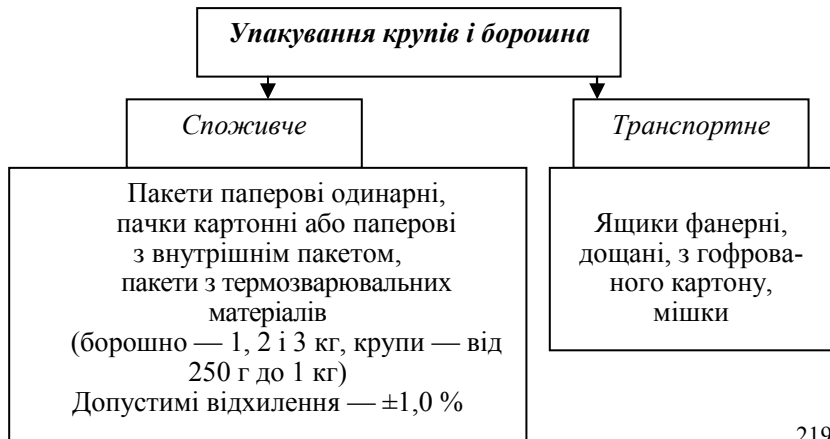 Упакування крупів і борошна
Споживче
Транспортне
Пакети паперові одинарні,
пачки картонні або паперові
з внутрішнім пакетом,
пакети з термозварювальних
матеріалів
(борошно — 1, 2 і 3 кг, крупи — від
250 г до 1 кг)
Допустимі відхилення — ±1,0 %
Ящики фанерні,
дощані, з гофрова-
ного картону,
мішки
219